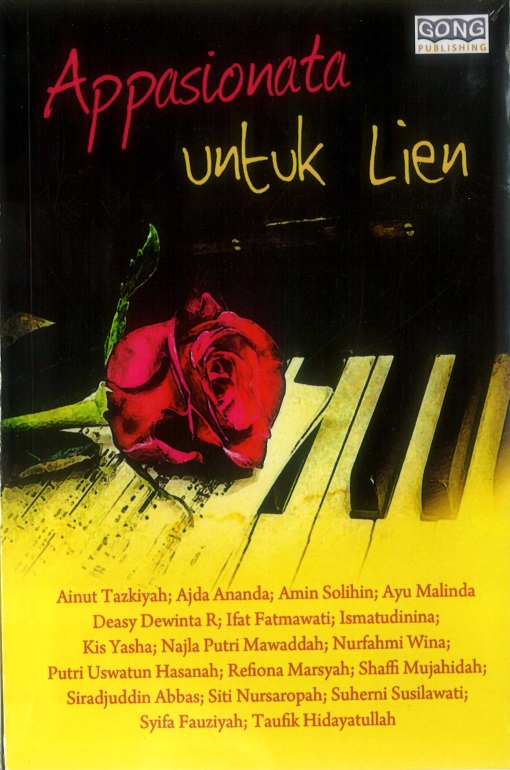 GONG
PUBLISHING
Appasionata
untuk Lien
Ainut Tazkiyah; Ajda Ananda; Amin Solihin; Ayu Malinda
Deasy Dewinta R; Ifat Fatmawati; Ismatudinina;
Kis Yasha; Najla Putri Mawaddah; Nurfahmi Wina;
Putri Uswatun Hasanah; Refiona Marsyah; Shaffi Mujahidah;
Siradjuddin Abbas; Siti Nursaropah; Suherni Susilawati;
Syifa Fauziyah; Taufik Hidayatullah